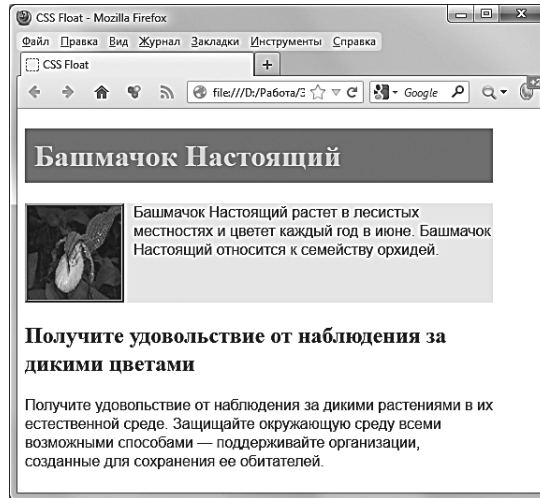 CSS Float - Mozilla Firefox
Файл Правка Вид Журнал Закладки Инструменты Справка
CSS Float
+
file:///D:/Работа/З
Google
Башмачок Настоящий
Башмачок Настоящий растет в лесистых
местностях и цветет каждый год в июне. Башмачок
Настоящий относится к семейству орхидей.
Получите удовольствие от наблюдения за
дикими цветами
Получите удовольствие от наблюдения за дикими растениями в их
естественной среде. Защищайте окружающую среду всеми
возможными способами — поддерживайте организации,
созданные для сохранения ее обитателей.